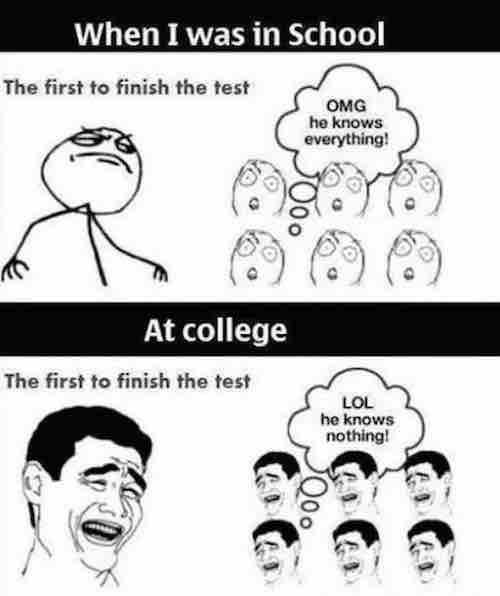 When I was in School
The first to finish the test
OMG
he knows
everything!
At college
The first to finish the test
LOL
he knows
nothing!